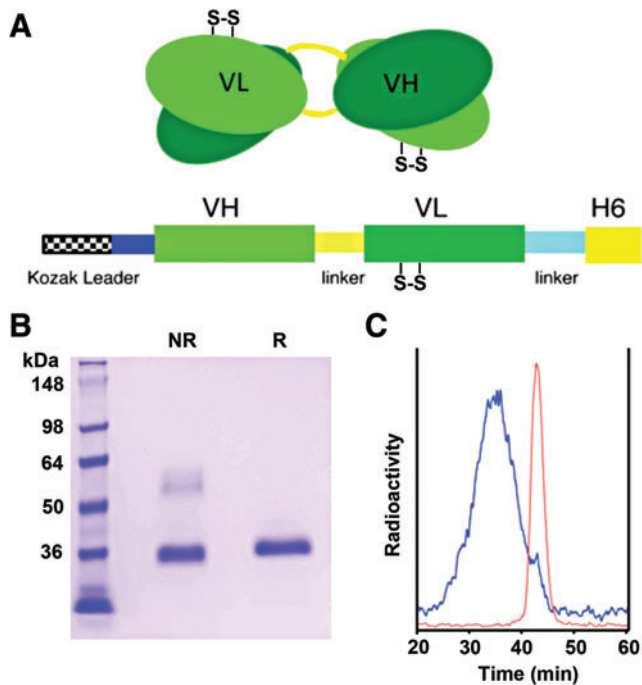 A
S-S
VL
VH
S-S
VH
VL
H6
Kozak Leader
linker
S-S
linker
B
NR
R
kDa
148
98
64
50
36
C
Radioactivity
20 30 40 50 60
Time (min)